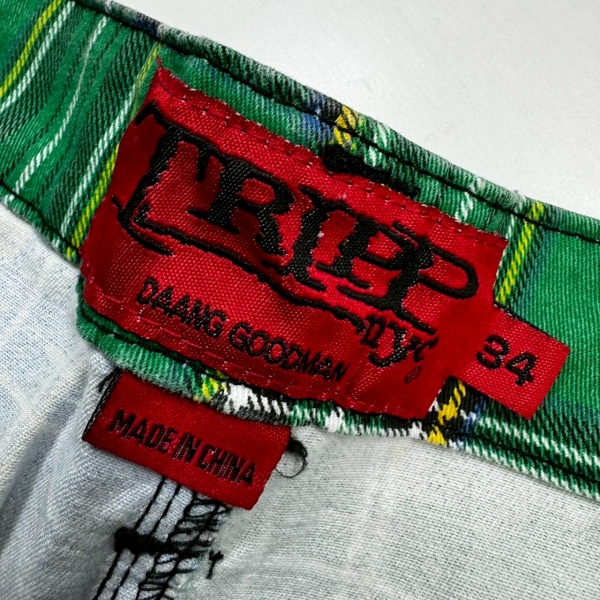 TRIPP
nyc
DAANG GOODMAN
34
MADE IN CHINA